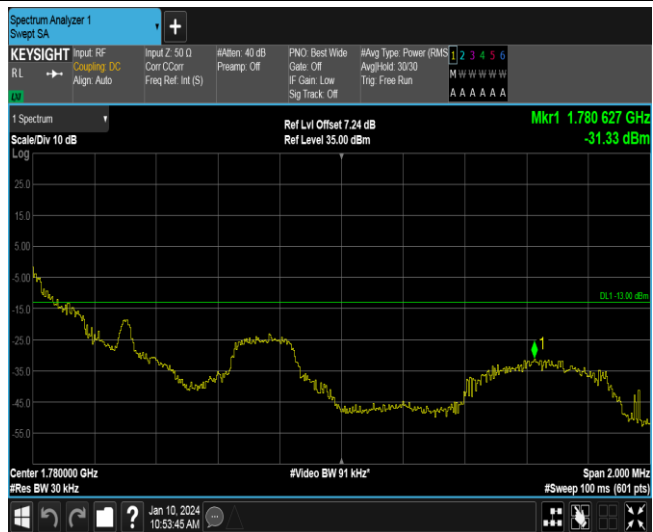 Spectrum Analyzer 1
Swept SA
+
KEYSIGHT Input: RF Input Z: 50 Ω #Atten: 40 dB PNO: Best Wide #Avg Type: Power (RMS 1 2 3 4 5 6
RL Coupling: DC Corr CCorr Preamp: Off Gate: Off Avg|Hold: 30/30 M W W W W W
Align: Auto Freq Ref: Int (S) IF Gain: Low Trig: Free Run
Sig Track: Off A A A A A A
1 Spectrum
Scale/Div 10 dB
Ref Lvl Offset 7.24 dB
Ref Level 35.00 dBm
Mkr1 1.780 627 GHz
-31.33 dBm
Log
25.0
15.0
5.00
-5.00
DL1 -13.00 dBm
-15.0
-25.0
1
-35.0
-45.0
-55.0
Center 1.780000 GHz #Video BW 91 kHz* Span 2.000 MHz
#Res BW 30 kHz #Sweep 100 ms (601 pts)
? Jan 10, 2024
10:53:45 AM